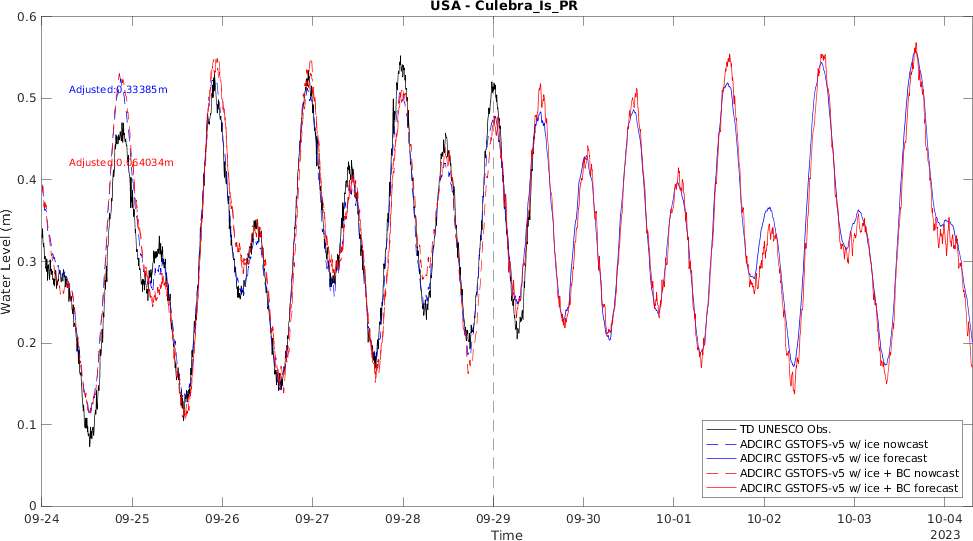 USA - Culebra_Is_PR
0.6
0.5
0.4
0.3
0.2
0.1
0
Water Level (m)
Adjusted:0.33385m
Adjusted:0.064034m
TD UNESCO Obs.
ADCIRC GSTOFS-v5 w/ ice nowcast
ADCIRC GSTOFS-v5 w/ ice forecast
ADCIRC GSTOFS-v5 w/ ice + BC nowcast
ADCIRC GSTOFS-v5 w/ ice + BC forecast
09-24 09-25 09-26 09-27 09-28 09-29 09-30 10-01 10-02 10-03 10-04
Time
2023